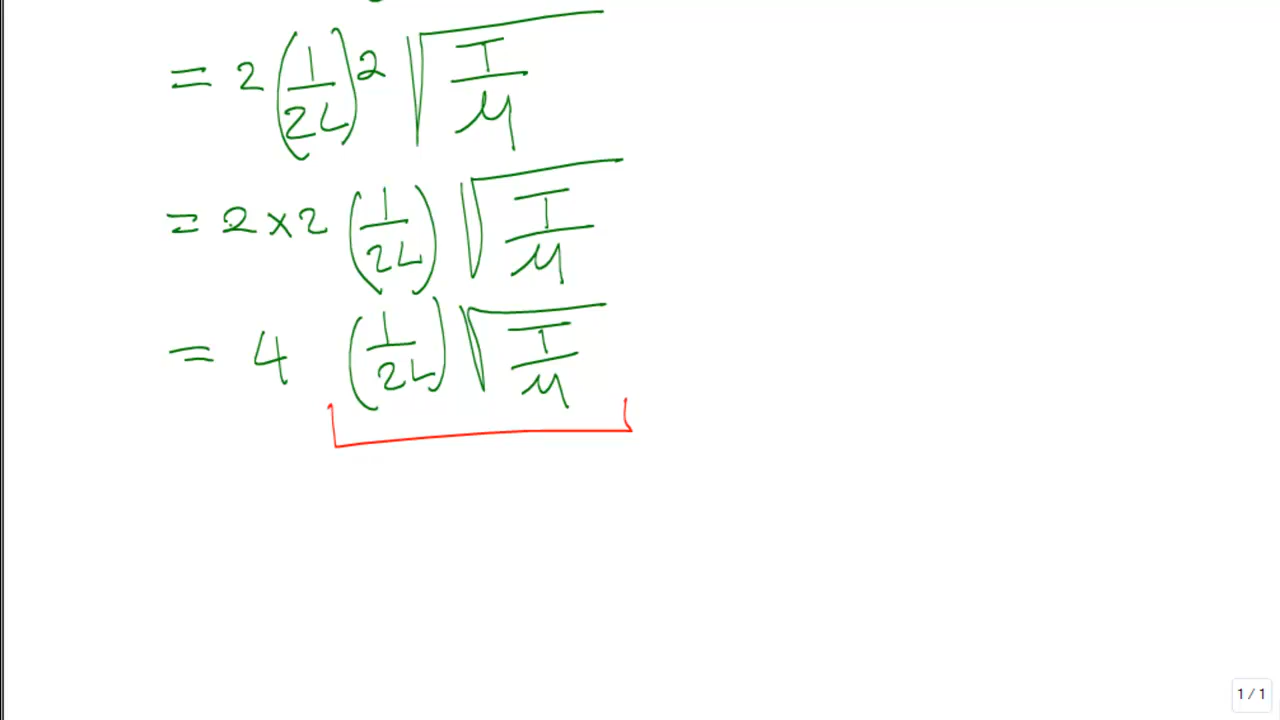 = 2 (1/2L) 2 √(T/μ)
= 2 × 2 (1/2L) √(T/μ)
= 4 (1/2L) √(T/μ)
1 / 1